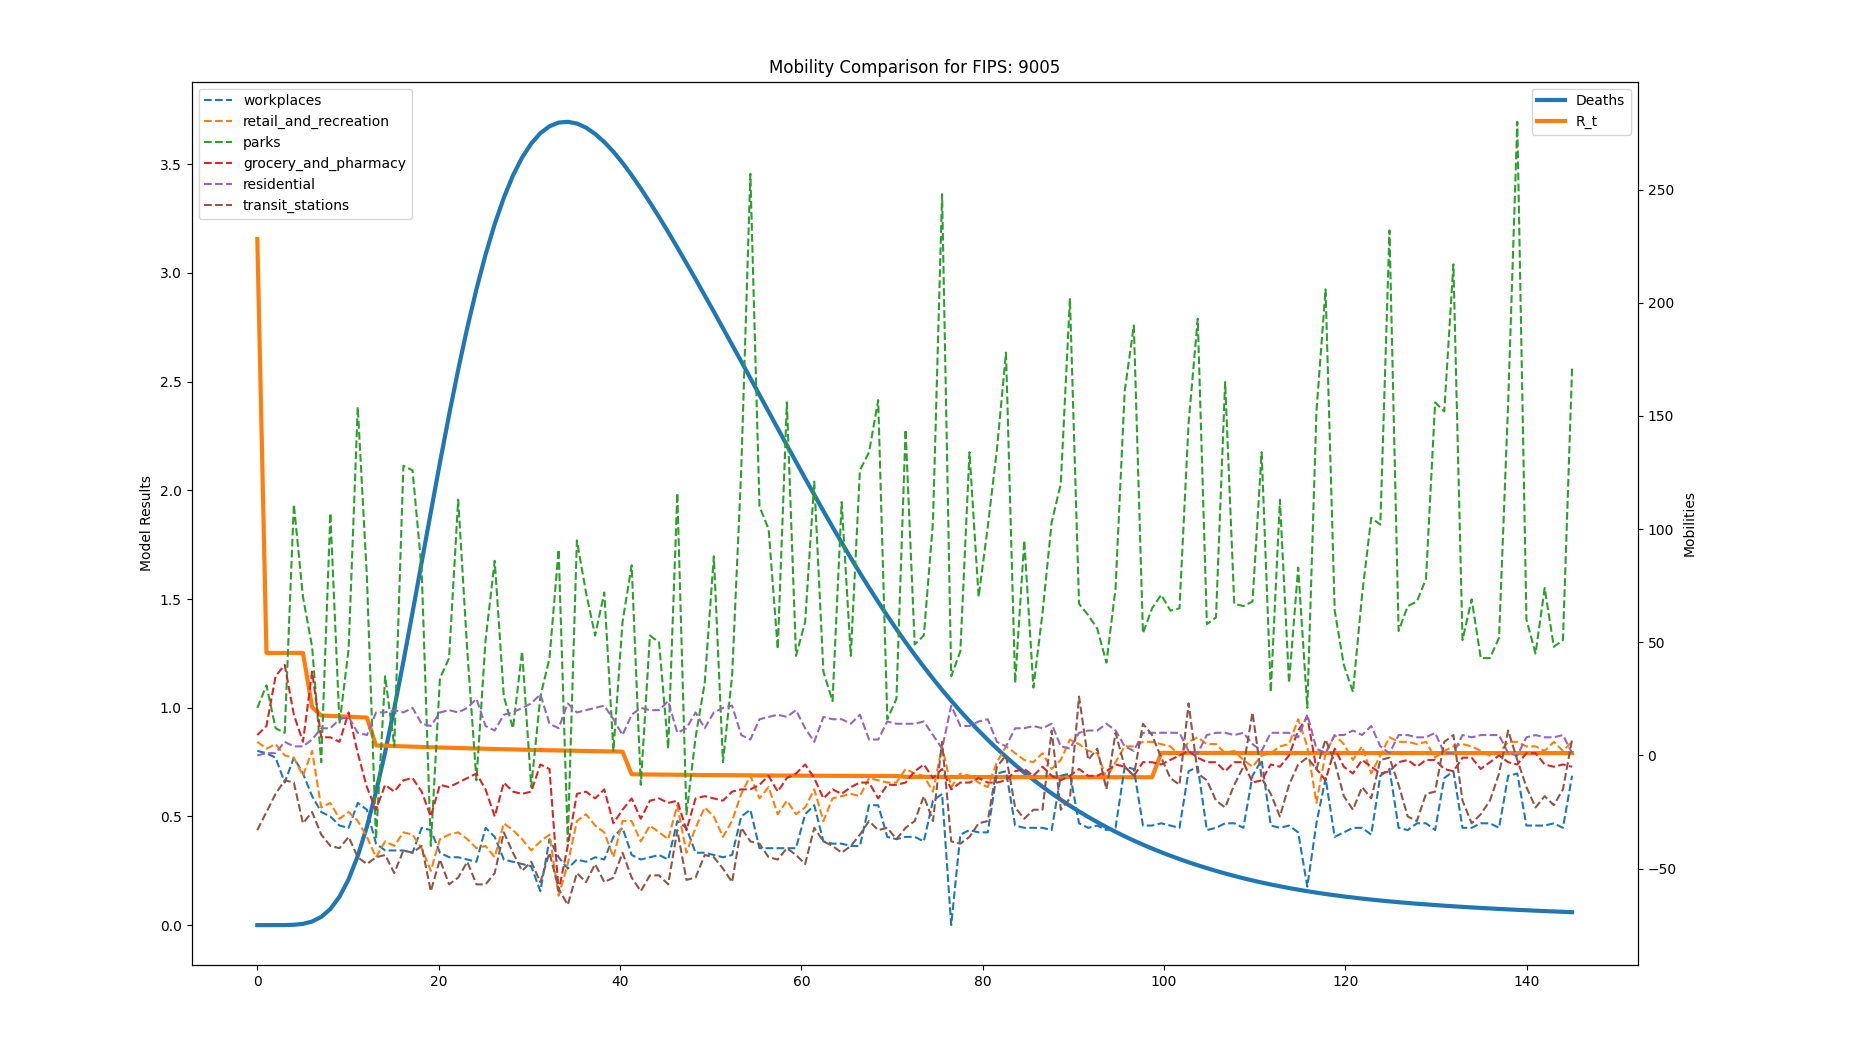 Mobility Comparison for FIPS: 9005
workplaces
retail_and_recreation
parks
grocery_and_pharmacy
residential
transit_stations
Deaths
R_t
3.5
3.0
2.5
2.0
1.5
1.0
0.5
0.0
Model Results
250
200
150
100
50
0
−50
Mobilities
0 20 40 60 80 100 120 140